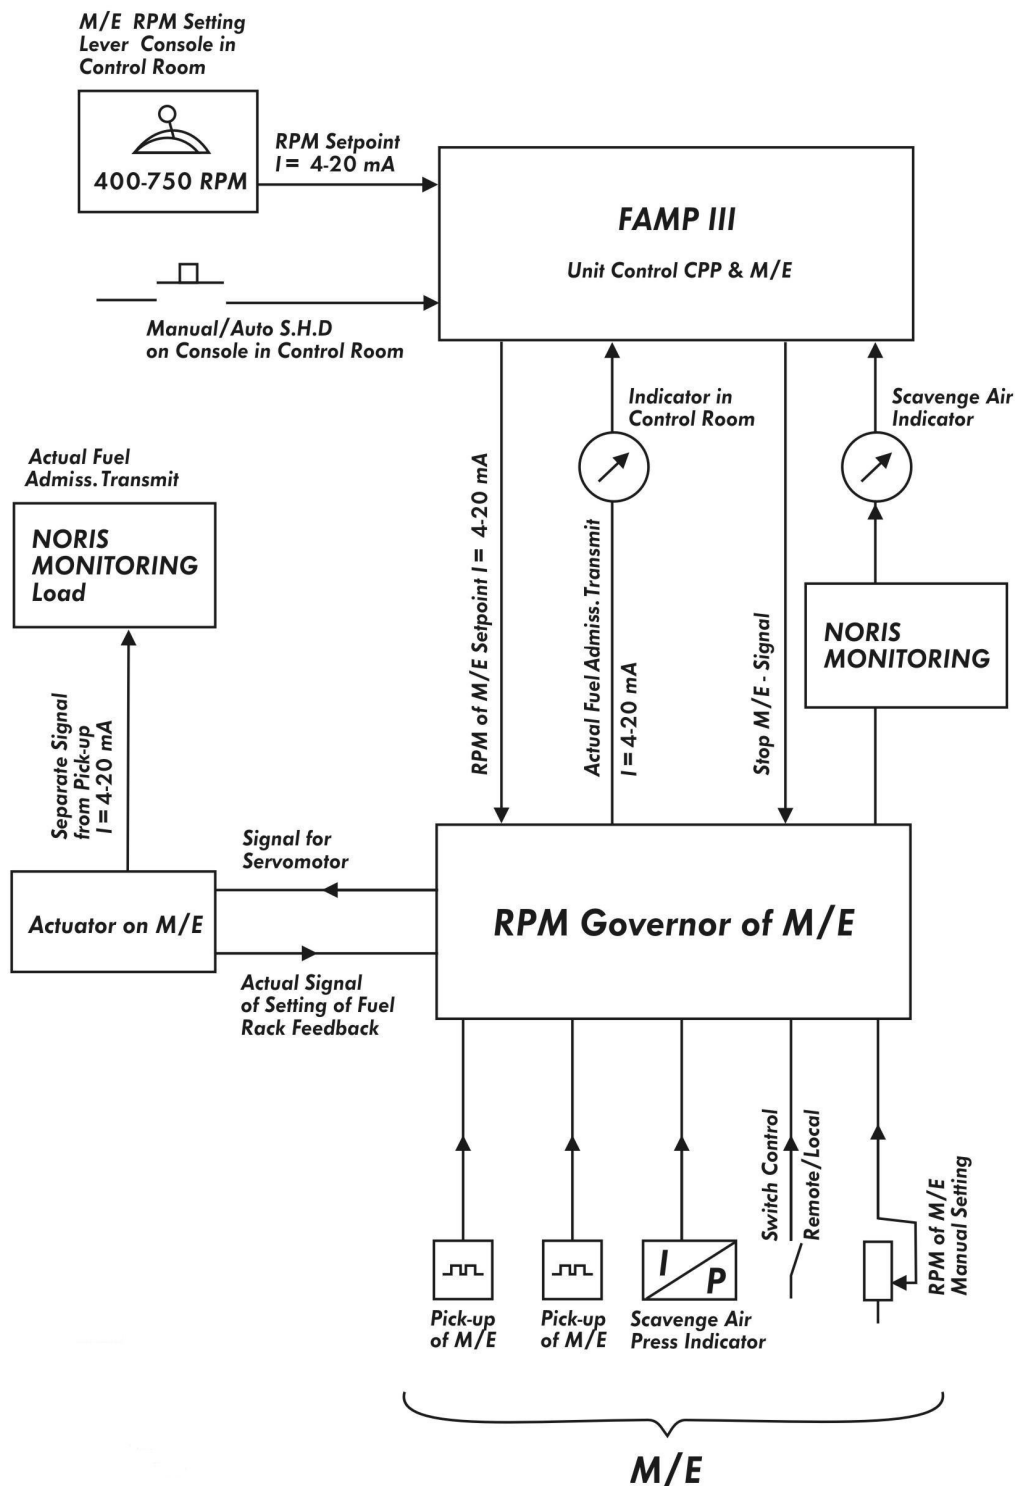 M/E RPM Setting
Lever Console in
Control Room
400-750 RPM
RPM Setpoint
I = 4-20 mA
FAMP III
Unit Control CPP & M/E
Manual/Auto S.H.D
on Console in Control Room
Indicator in
Control Room
Scavenge Air
Indicator
Actual Fuel
Admiss.Transmit
NORIS
MONITORING
Load
RPM of M/E Setpoint I = 4-20 mA
Actual Fuel Admiss.Transmit
I = 4-20 mA
Stop M/E - Signal
NORIS
MONITORING
Separate Signal
from Pick-up
I = 4-20 mA
Signal for
Servomotor
Actuator on M/E
RPM Governor of M/E
Actual Signal
of Setting of Fuel
Rack Feedback
Switch Control
Remote/Local
RPM of M/E
Manual Setting
I
P
Pick-up
of M/E
Pick-up
of M/E
Scavenge Air
Press Indicator
M/E